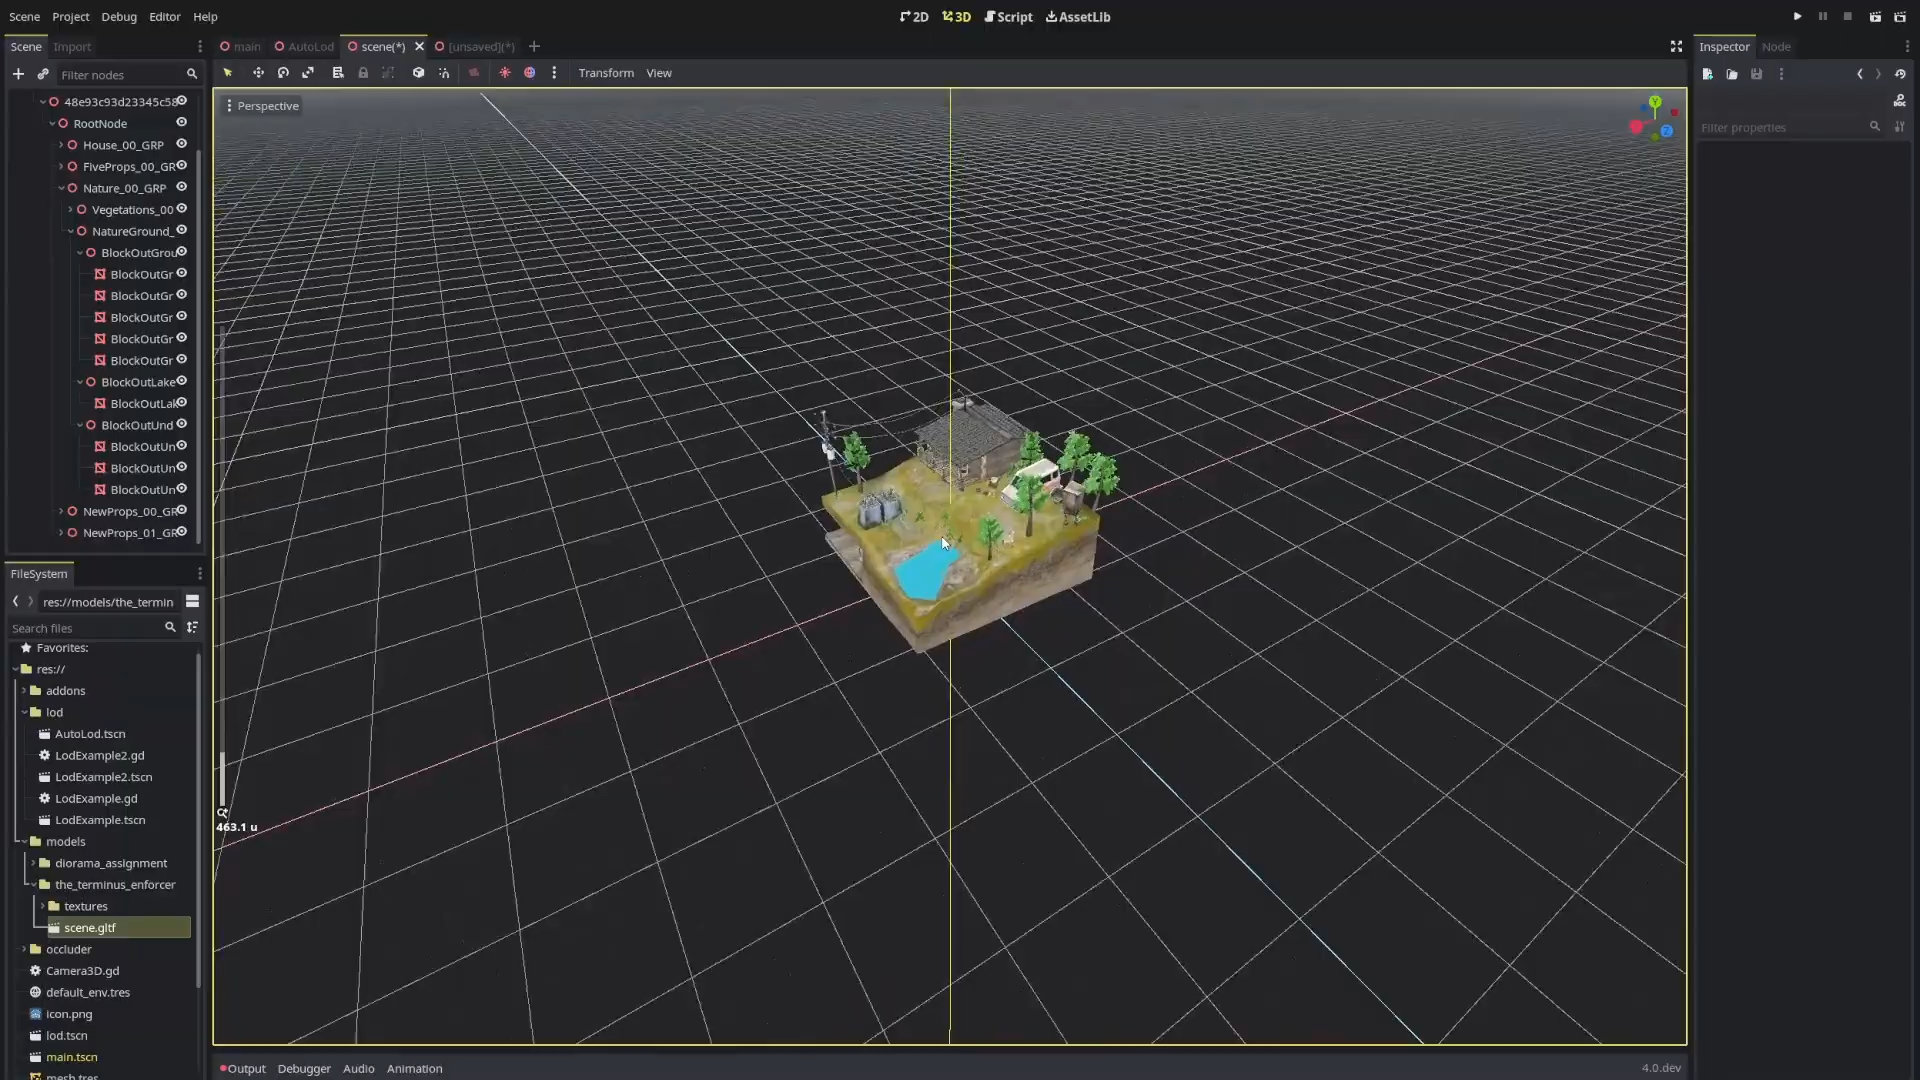 Scene Project Debug Editor Help
2D 3D Script AssetLib
Scene Import
main AutoLod scene(*) [unsaved](*)
Inspector Node
Filter nodes
Transform View
Perspective
Y
Z
Filter properties
48e93c93d23345c58
RootNode
House_00_GRP
FiveProps_00_GR
Nature_00_GRP
Vegetations_00
NatureGround_
BlockOutGrou
BlockOutGr
BlockOutGr
BlockOutGr
BlockOutGr
BlockOutGr
BlockOutLake
BlockOutLak
BlockOutUnd
BlockOutUn
BlockOutUn
BlockOutUn
NewProps_00_GR
NewProps_01_GR
FileSystem
res://models/the_termin
Search files
Favorites:
res://
addons
lod
AutoLod.tscn
LodExample2.gd
LodExample2.tscn
LodExample.gd
LodExample.tscn
models
diorama_assignment
the_terminus_enforcer
textures
scene.gltf
occluder
Camera3D.gd
default_env.tres
icon.png
lod.tscn
main.tscn
mesh.tres
463.1 u
Output Debugger Audio Animation
4.0.dev